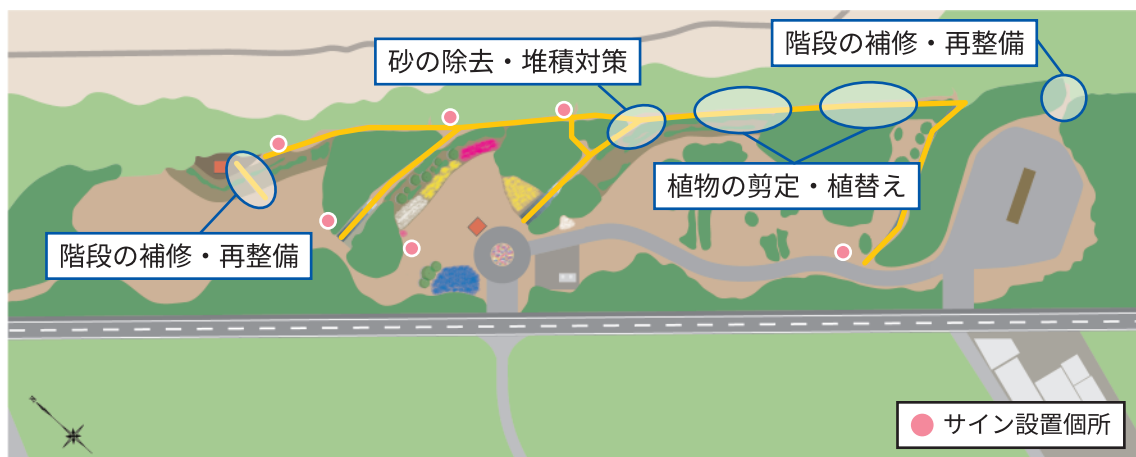 階段の補修・再整備
砂の除去・堆積対策
植物の剪定・植替え
階段の補修・再整備
サイン設置個所